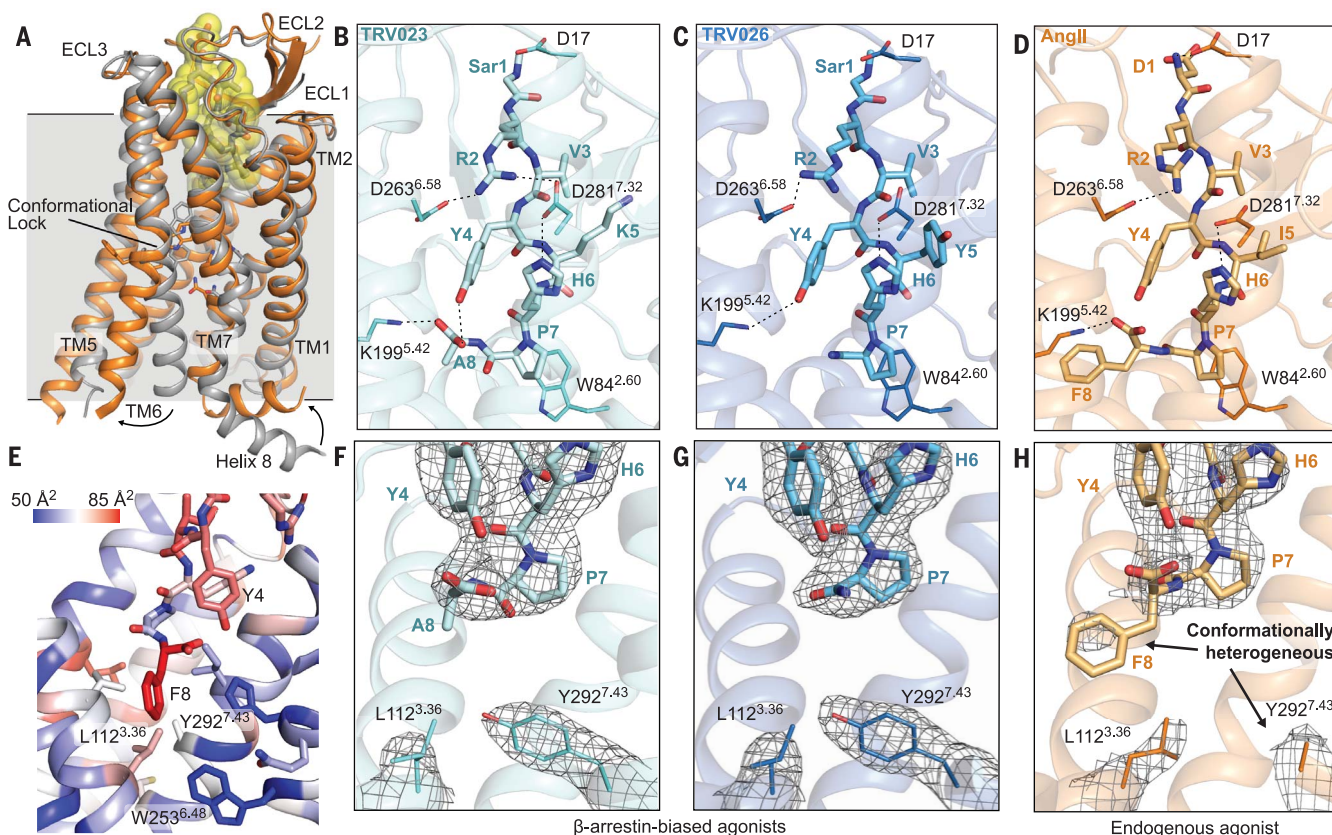 A
ECL3
ECL2
ECL1
TM2
Conformational
Lock
TM5
TM7
TM1
TM6
Helix 8
B
TRV023
D17
Sar1
R2
V3
D263^6.58
D281^7.32
Y4
K5
H6
K199^5.42
A8
P7
W84^2.60
C
TRV026
D17
Sar1
R2
V3
D263^6.58
D281^7.32
Y4
Y5
H6
K199^5.42
P7
W84^2.60
D
AngII
D17
D1
R2
V3
D263^6.58
D281^7.32
Y4
I5
H6
K199^5.42
P7
F8
W84^2.60
E
50 Å²
85 Å²
Y4
F8
Y292^7.43
L112^3.36
W253^6.48
F
H6
Y4
P7
A8
Y292^7.43
L112^3.36
G
H6
Y4
P7
Y292^7.43
L112^3.36
H
H6
Y4
P7
Conformationally
heterogeneous
F8
Y292^7.43
L112^3.36
β-arrestin-biased agonists
Endogenous agonist